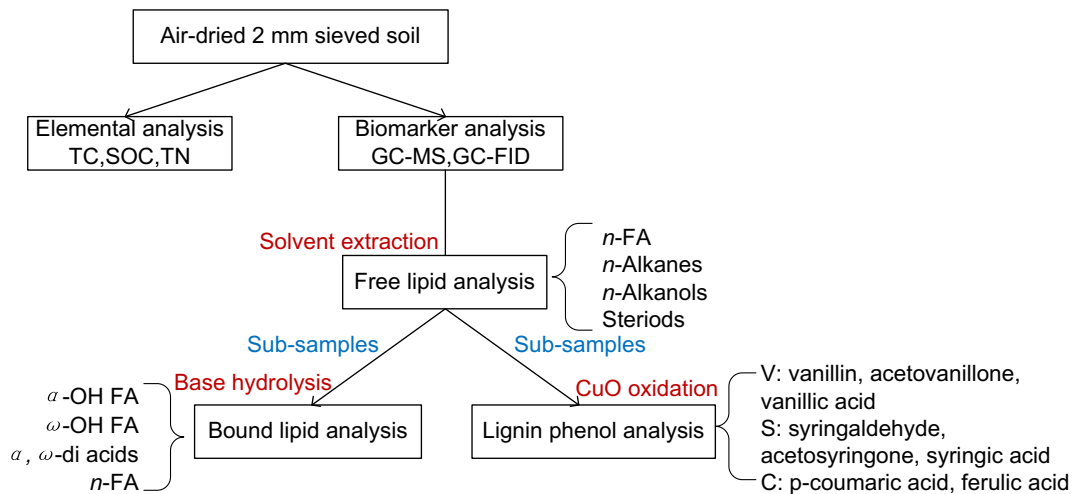 Air-dried 2 mm sieved soil
Elemental analysis
TC,SOC,TN
Biomarker analysis
GC-MS,GC-FID
Solvent extraction
Free lipid analysis
n-FA
n-Alkanes
n-Alkanols
Steriods
Sub-samples
Sub-samples
Base hydrolysis
CuO oxidation
α-OH FA
ω-OH FA
α, ω-di acids
n-FA
Bound lipid analysis
Lignin phenol analysis
V: vanillin, acetovanillone,
vanillic acid
S: syringaldehyde,
acetosyringone, syringic acid
C: p-coumaric acid, ferulic acid